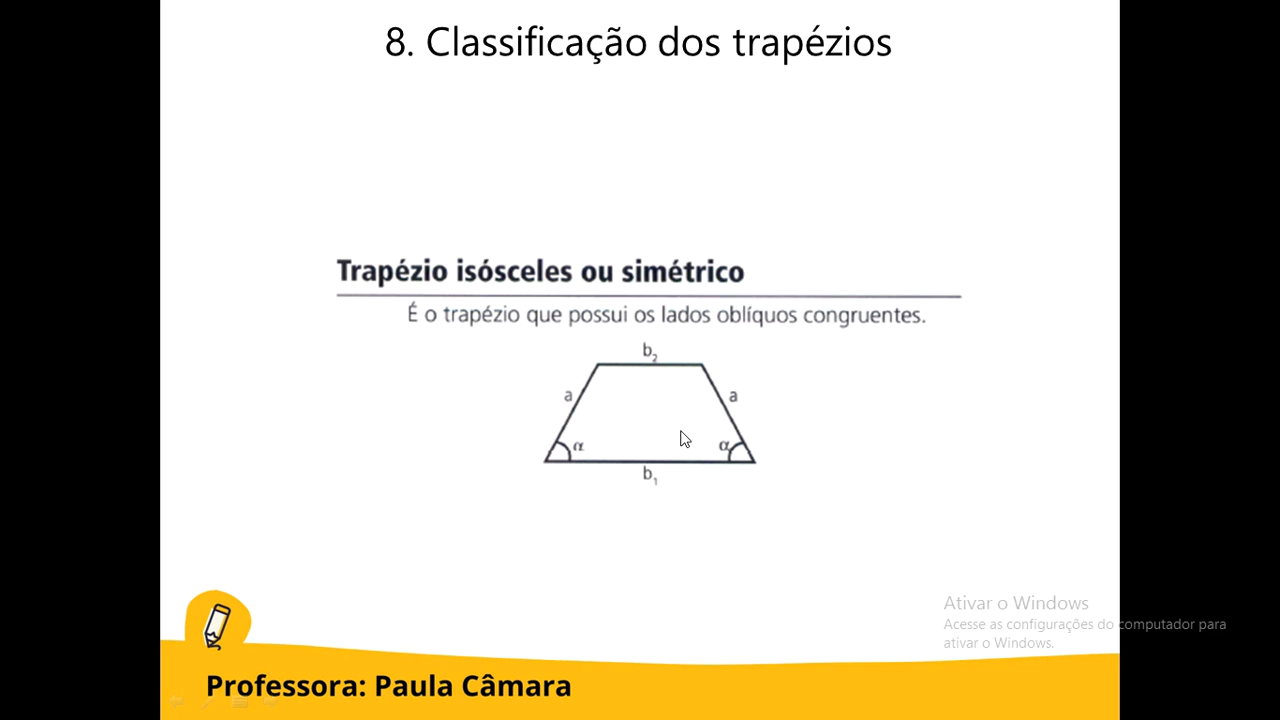 8. Classificação dos trapézios
Trapézio isósceles ou simétrico
É o trapézio que possui os lados oblíquos congruentes.
b₂
a a
α α
b₁
Ativar o Windows
Acesse as configurações do computador para
ativar o Windows.
Professora: Paula Câmara